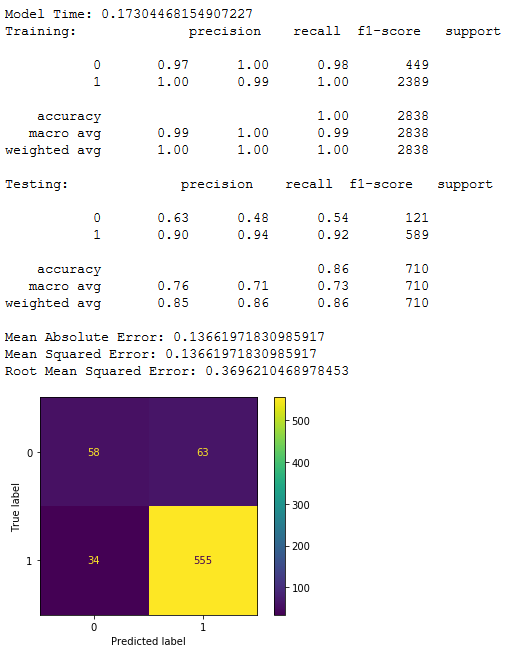 Model Time: 0.17304468154907227
Training: precision recall f1-score support
0 0.97 1.00 0.98 449
1 1.00 0.99 1.00 2389
accuracy 1.00 2838
macro avg 0.99 1.00 0.99 2838
weighted avg 1.00 1.00 1.00 2838
Testing: precision recall f1-score support
0 0.63 0.48 0.54 121
1 0.90 0.94 0.92 589
accuracy 0.86 710
macro avg 0.76 0.71 0.73 710
weighted avg 0.85 0.86 0.86 710
Mean Absolute Error: 0.13661971830985917
Mean Squared Error: 0.13661971830985917
Root Mean Squared Error: 0.3696210468978453
500
0 58 63
400
True label
300
1 34 555
200
100
0 1
Predicted label